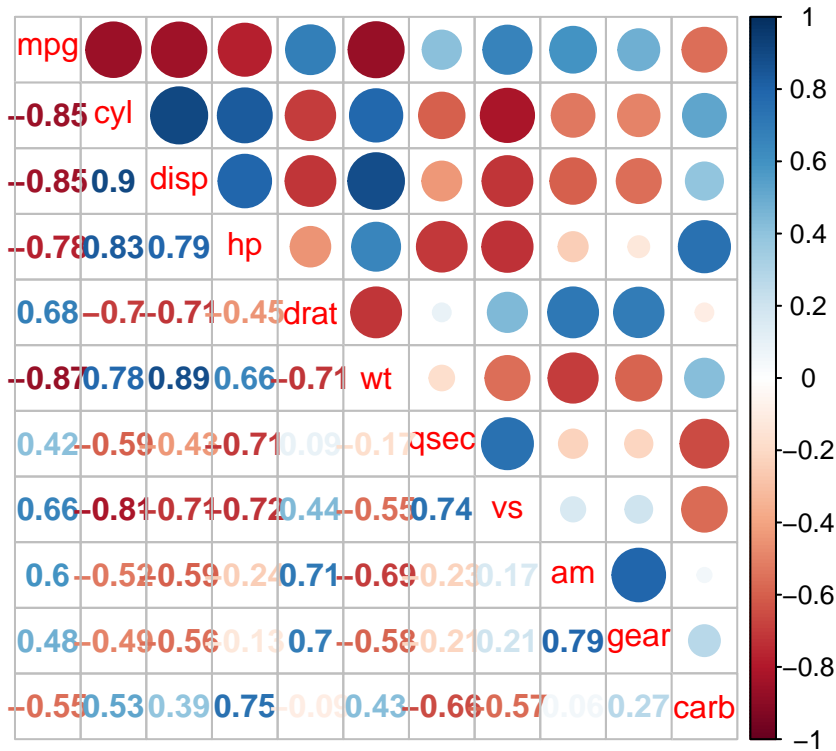 mpg
1
−0.85 cyl
0.8
−0.85 0.9 disp
0.6
−0.78 0.83 0.79 hp
0.4
0.68 −0.7 −0.71 −0.45 drat
0.2
−0.87 0.78 0.89 0.66 −0.71 wt
0
0.42 −0.59 −0.43 −0.71 0.09 −0.17 qsec
−0.2
0.66 −0.81 −0.71 −0.72 0.44 −0.55 0.74 vs
−0.4
0.6 −0.52 −0.59 −0.24 0.71 −0.69 −0.23 0.17 am
−0.6
0.48 −0.49 −0.56 −0.13 0.7 −0.58 −0.21 0.21 0.79 gear
−0.8
−0.55 0.53 0.39 0.75 −0.09 0.43 −0.66 −0.57 0.06 0.27 carb
−1